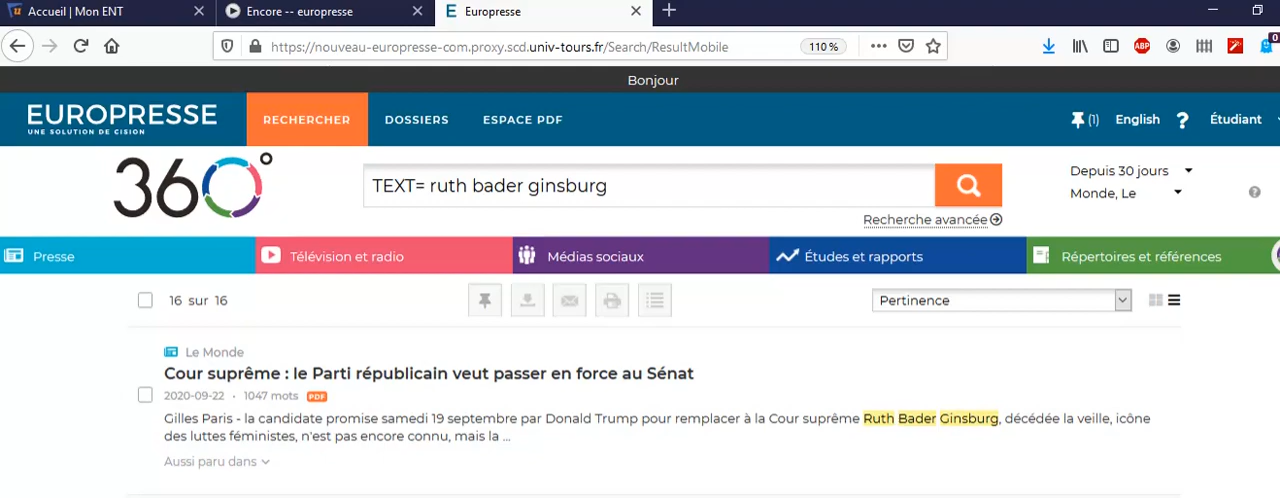 Accueil | Mon ENT
Encore -- europresse
Europresse
https://nouveau-europresse-com.proxy.scd.univ-tours.fr/Search/ResultMobile
110 %
ABP
0
Bonjour
EUROPRESSE
UNE SOLUTION DE CISION
RECHERCHER
DOSSIERS
ESPACE PDF
(1)
English
?
Étudiant
360°
TEXT= ruth bader ginsburg
Depuis 30 jours
Monde, Le
?
Recherche avancée
Presse
Télévision et radio
Médias sociaux
Études et rapports
Répertoires et références
16 sur 16
Pertinence
Le Monde
Cour suprême : le Parti républicain veut passer en force au Sénat
2020-09-22 · 1047 mots PDF
Gilles Paris - la candidate promise samedi 19 septembre par Donald Trump pour remplacer à la Cour suprême Ruth Bader Ginsburg, décédée la veille, icône
des luttes féministes, n'est pas encore connu, mais la ...
Aussi paru dans